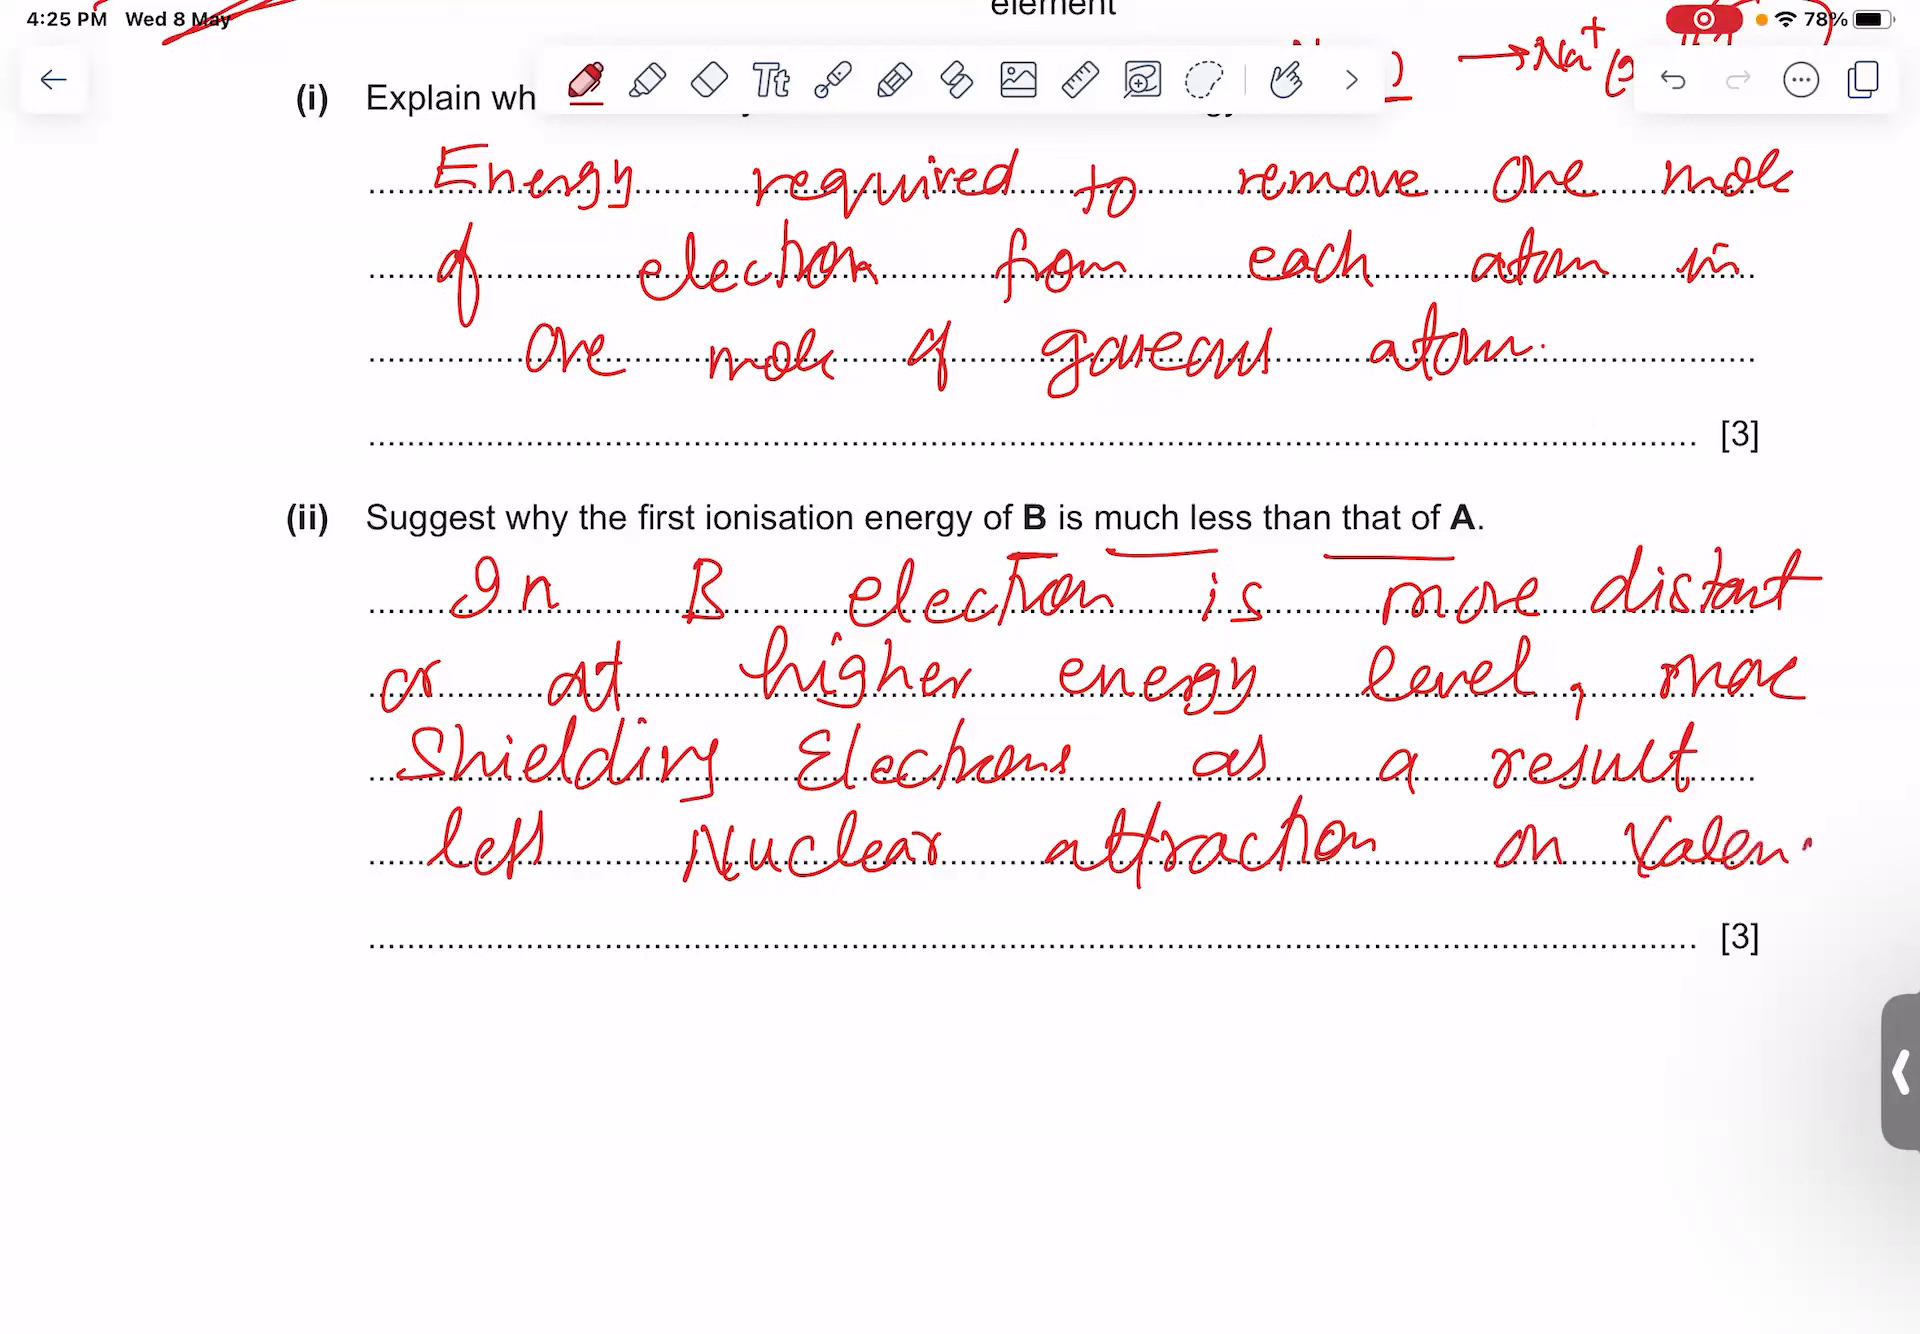 4:25 PM Wed 8 May
element
78%
→ Na+ (g
(i) Explain wh
Tt
Energy required to remove one mole
of electron from each atom in
one mole of gaseous atom.
[3]
(ii) Suggest why the first ionisation energy of B is much less than that of A.
In B electron is more distant
or at higher energy level, more
Shielding Electrons as a result
less Nuclear attraction on Valen
[3]